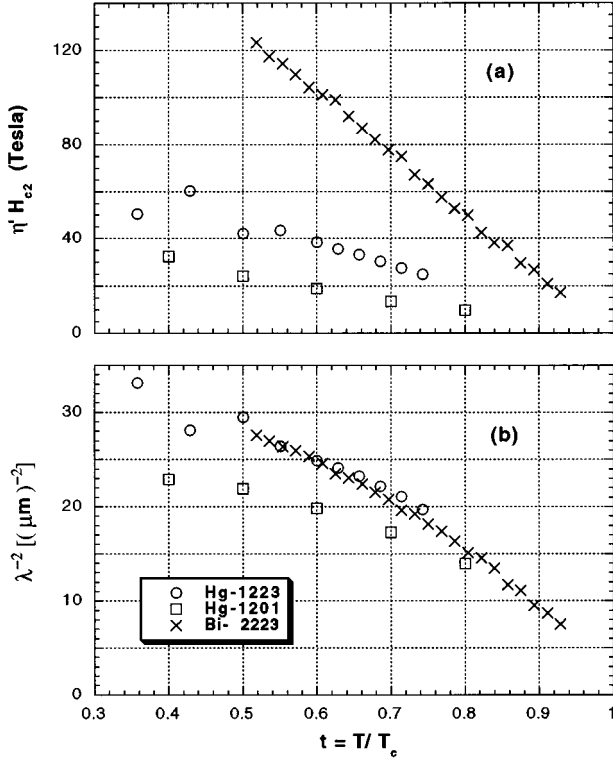 120
80
40
0
η' H_c2 (Tesla)
(a)
30
20
10
0
λ^-2 [(μm)^-2]
(b)
Hg-1223
Hg-1201
Bi- 2223
0.3 0.4 0.5 0.6 0.7 0.8 0.9 1
t = T/ T_c